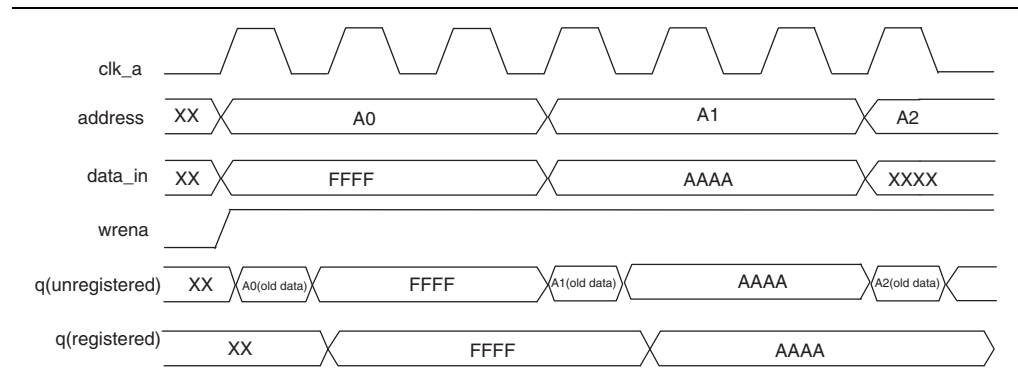 clk_a
address XX A0 A1 A2
data_in XX FFFF AAAA XXXX
wrena
q(unregistered) XX A0(old data) FFFF A1(old data) AAAA A2(old data)
q(registered) XX FFFF AAAA